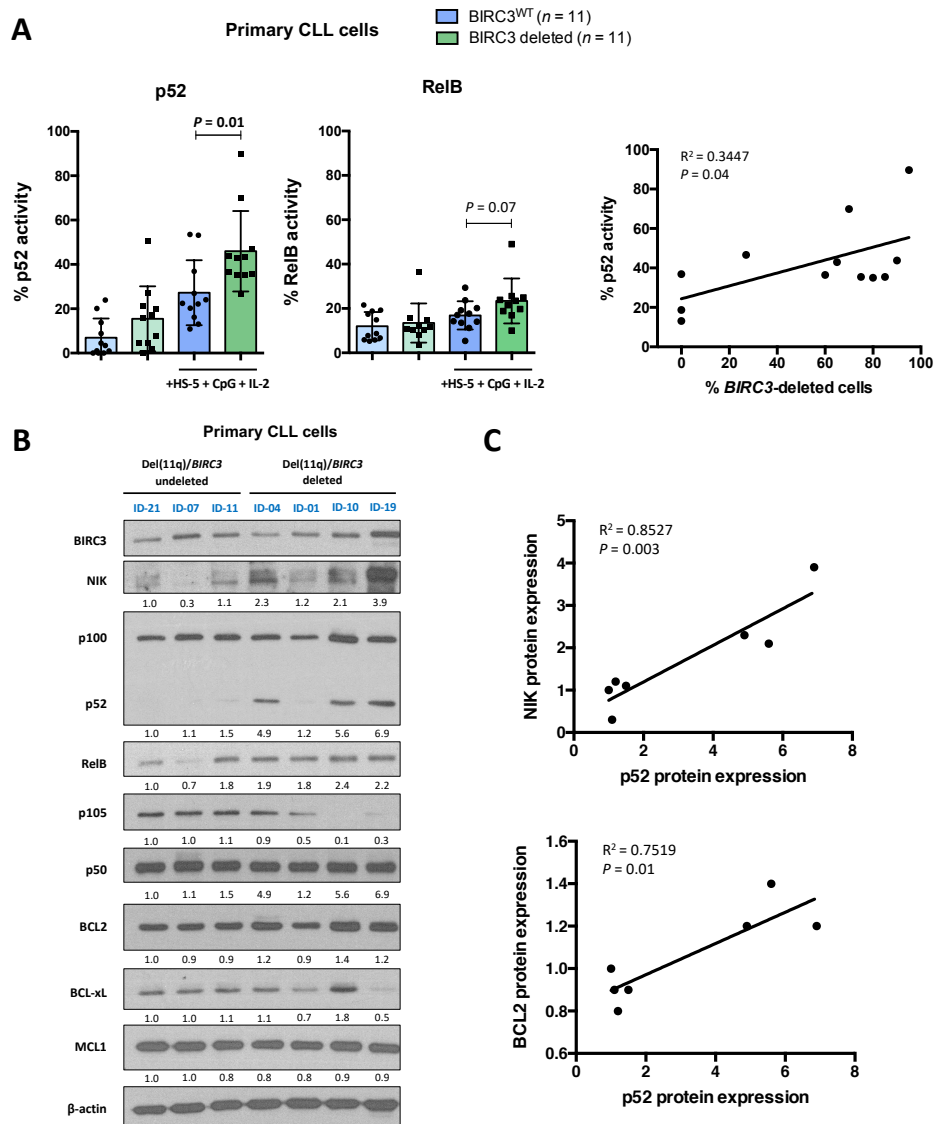 A
Primary CLL cells
BIRC3WT (n = 11)
BIRC3 deleted (n = 11)
p52
P = 0.01
% p52 activity
100
80
60
40
20
0
+HS-5 + CpG + IL-2
RelB
P = 0.07
% RelB activity
100
80
60
40
20
0
+HS-5 + CpG + IL-2
R2 = 0.3447
P = 0.04
% p52 activity
100
80
60
40
20
0
0 20 40 60 80 100
% BIRC3-deleted cells
B
Primary CLL cells
Del(11q)/BIRC3
undeleted
Del(11q)/BIRC3
deleted
ID-21 ID-07 ID-11 ID-04 ID-01 ID-10 ID-19
BIRC3
NIK
1.0 0.3 1.1 2.3 1.2 2.1 3.9
p100
p52
1.0 1.1 1.5 4.9 1.2 5.6 6.9
RelB
1.0 0.7 1.8 1.9 1.8 2.4 2.2
p105
1.0 1.0 1.1 0.9 0.5 0.1 0.3
p50
1.0 1.1 1.5 4.9 1.2 5.6 6.9
BCL2
1.0 0.9 0.9 1.2 0.9 1.4 1.2
BCL-xL
1.0 1.0 1.1 1.1 0.7 1.8 0.5
MCL1
1.0 1.0 0.8 0.8 0.8 0.9 0.9
β-actin
C
R2 = 0.8527
P = 0.003
NIK protein expression
5
4
3
2
1
0
0 2 4 6 8
p52 protein expression
R2 = 0.7519
P = 0.01
BCL2 protein expression
1.6
1.4
1.2
1.0
0.8
0.6
0 2 4 6 8
p52 protein expression